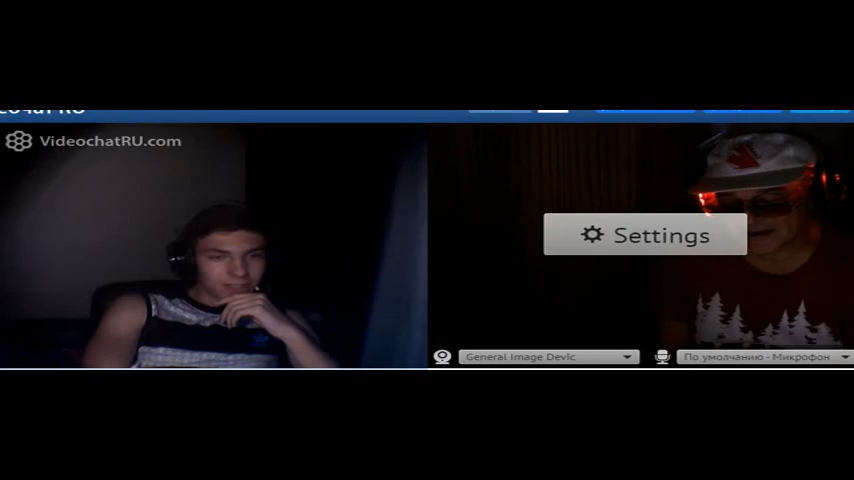 VideochatRU.com
Settings
General Image Devic
По умолчанию - Микрофон